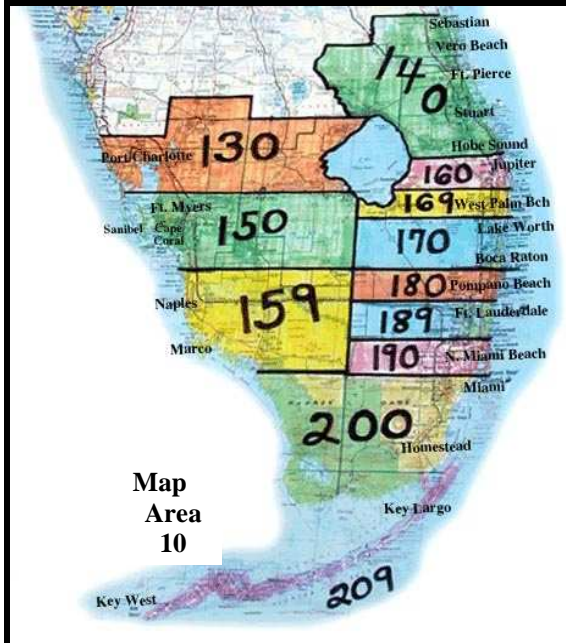 Sebastian
Vero Beach
140
Ft. Pierce
Stuart
Hobe Sound
Port Charlotte
130
Jupiter
160
Ft. Myers
169
West Palm Bch
Sanibel
Cape
Coral
150
170
Lake Worth
Boca Raton
180
Pompano Beach
Naples
159
189
Ft. Lauderdale
Marco
190
N. Miami Beach
Miami
200
Homestead
Map
Area
10
Key Largo
Key West
209